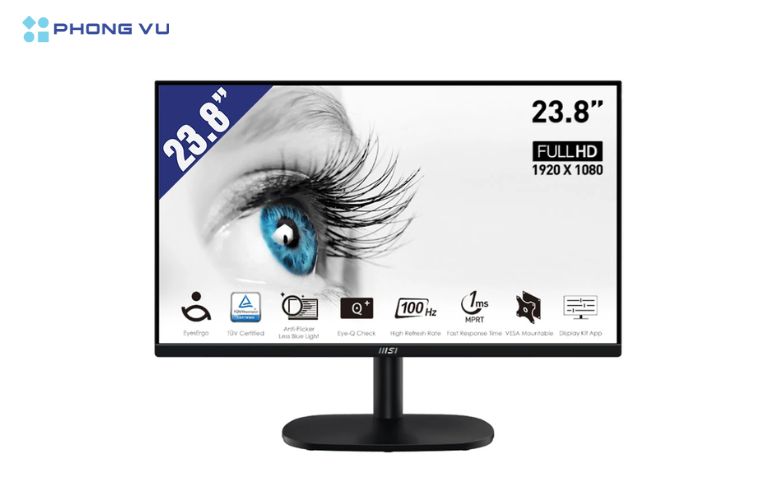 PHONG VU
23.8”
23.8”
FULL HD
1920 X 1080
EyesErgo
TÜV Certified
Anti-Flicker
Less Blue Light
Q+
Eye-Q Check
100Hz
High Refresh Rate
1ms
MPRT
Fast Response Time
VESA Mountable
Display Kit App
msi